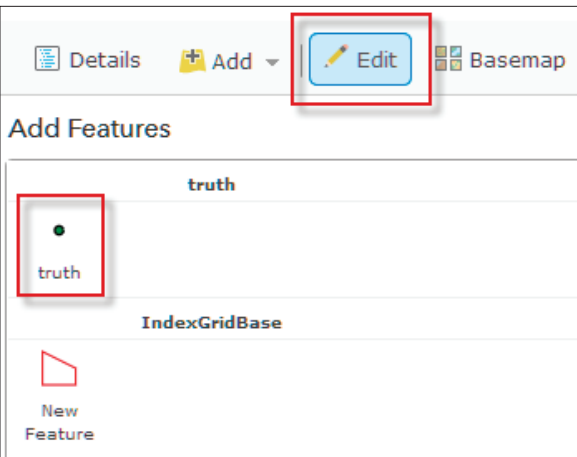 Details Add Edit Basemap
Add Features
truth
truth
IndexGridBase
New
Feature